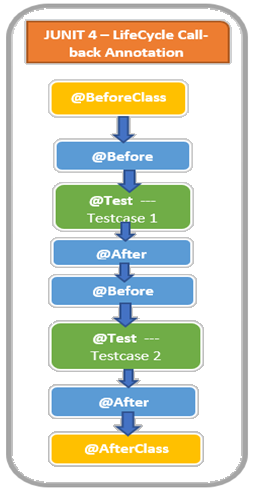 JUNIT 4 – LifeCycle Call-
back Annotation
@BeforeClass
@Before
@Test ---
Testcase 1
@After
@Before
@Test ---
Testcase 2
@After
@AfterClass